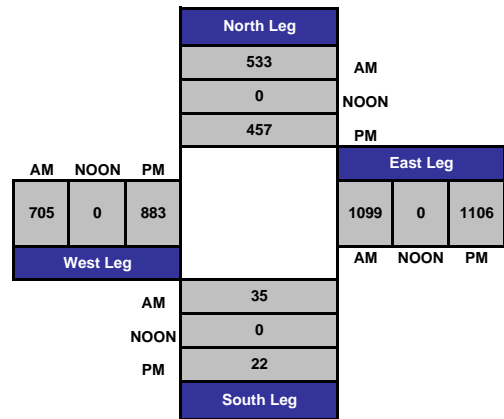 North Leg
533
AM
0
NOON
457
PM
AM NOON PM
East Leg
705 0 883
1099 0 1106
West Leg
AM NOON PM
AM
35
NOON
0
PM
22
South Leg